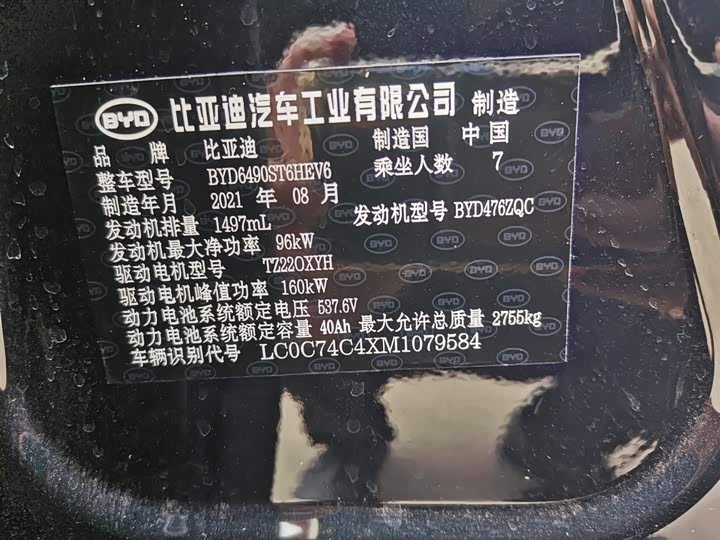 BYD 比亚迪汽车工业有限公司 制造
品 牌 比亚迪 制造国 中国
整车型号 BYD6490ST6HEV6 乘坐人数 7
制造年月 2021 年 08 月
发动机排量 1497mL 发动机型号 BYD476ZQC
发动机最大净功率 96kW
驱动电机型号 TZ220XYH
驱动电机峰值功率 160kW
动力电池系统额定电压 537.6V
动力电池系统额定容量 40Ah 最大允许总质量 2755kg
车辆识别代号 LC0C74C4XM1079584